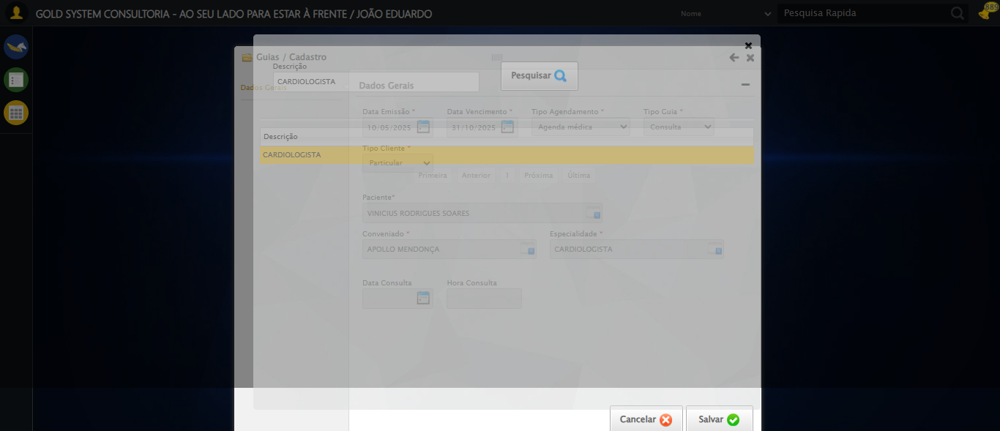 GOLD SYSTEM CONSULTORIA - AO SEU LADO PARA ESTAR À FRENTE / JOÃO EDUARDO
Nome
Pesquisa Rapida
889
Guias / Cadastro
Descrição
CARDIOLOGISTA
Pesquisar
Dados Gerais
Dados Gerais
Data Emissão * Data Vencimento * Tipo Agendamento * Tipo Guia *
10/05/2025 31/10/2025 Agenda médica Consulta
Descrição
Tipo Cliente *
CARDIOLOGISTA
Particular
Primeira Anterior 1 Próxima Última
Paciente*
VINICIUS RODRIGUES SOARES
Conveniado * Especialidade *
APOLLO MENDONÇA CARDIOLOGISTA
Data Consulta Hora Consulta
Cancelar Salvar